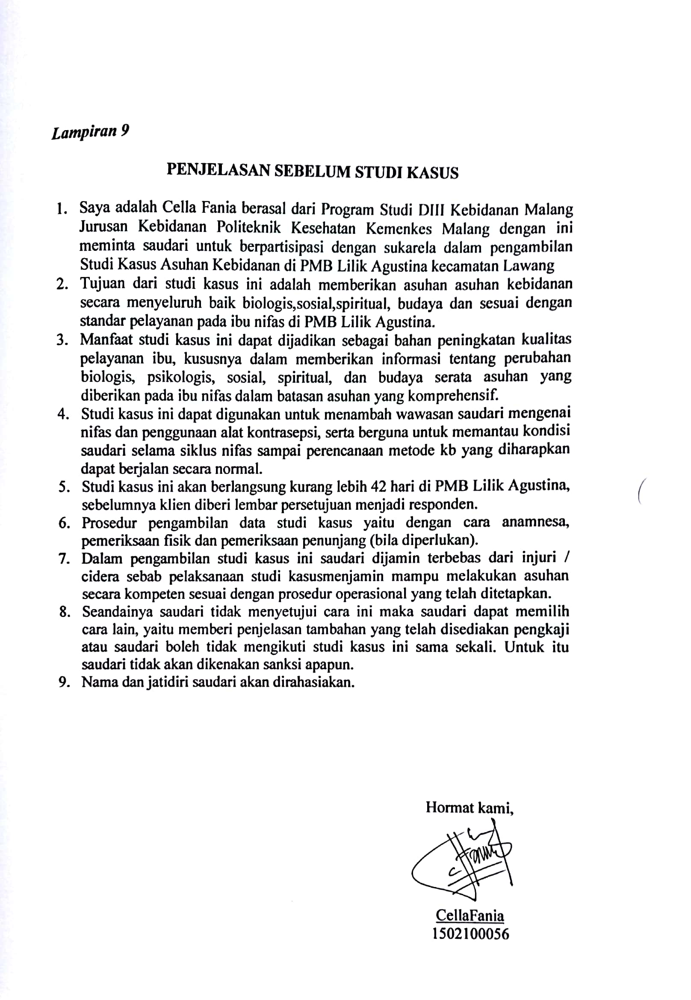 Lampiran 9
PENJELASAN SEBELUM STUDI KASUS
1. Saya adalah Cella Fania berasal dari Program Studi DIII Kebidanan Malang
Jurusan Kebidanan Politeknik Kesehatan Kemenkes Malang dengan ini
meminta saudari untuk berpartisipasi dengan sukarela dalam pengambilan
Studi Kasus Asuhan Kebidanan di PMB Lilik Agustina kecamatan Lawang
2. Tujuan dari studi kasus ini adalah memberikan asuhan asuhan kebidanan
secara menyeluruh baik biologis,sosial,spiritual, budaya dan sesuai dengan
standar pelayanan pada ibu nifas di PMB Lilik Agustina.
3. Manfaat studi kasus ini dapat dijadikan sebagai bahan peningkatan kualitas
pelayanan ibu, kususnya dalam memberikan informasi tentang perubahan
biologis, psikologis, sosial, spiritual, dan budaya serata asuhan yang
diberikan pada ibu nifas dalam batasan asuhan yang komprehensif.
4. Studi kasus ini dapat digunakan untuk menambah wawasan saudari mengenai
nifas dan penggunaan alat kontrasepsi, serta berguna untuk memantau kondisi
saudari selama siklus nifas sampai perencanaan metode kb yang diharapkan
dapat berjalan secara normal.
5. Studi kasus ini akan berlangsung kurang lebih 42 hari di PMB Lilik Agustina,
sebelumnya klien diberi lembar persetujuan menjadi responden.
6. Prosedur pengambilan data studi kasus yaitu dengan cara anamnesa,
pemeriksaan fisik dan pemeriksaan penunjang (bila diperlukan).
7. Dalam pengambilan studi kasus ini saudari dijamin terbebas dari injuri /
cidera sebab pelaksanaan studi kasusmenjamin mampu melakukan asuhan
secara kompeten sesuai dengan prosedur operasional yang telah ditetapkan.
8. Seandainya saudari tidak menyetujui cara ini maka saudari dapat memilih
cara lain, yaitu memberi penjelasan tambahan yang telah disediakan pengkaji
atau saudari boleh tidak mengikuti studi kasus ini sama sekali. Untuk itu
saudari tidak akan dikenakan sanksi apapun.
9. Nama dan jatidiri saudari akan dirahasiakan.
Hormat kami,
CellaFania
1502100056